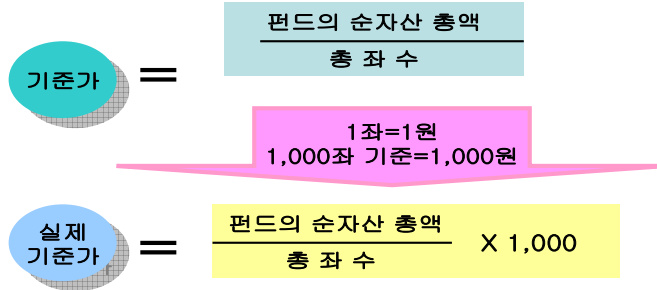 펀드의 순자산 총액
기준가 =
총 좌 수
1좌=1원
1,000좌 기준=1,000원
펀드의 순자산 총액
실제
기준가 =
X 1,000
총 좌 수